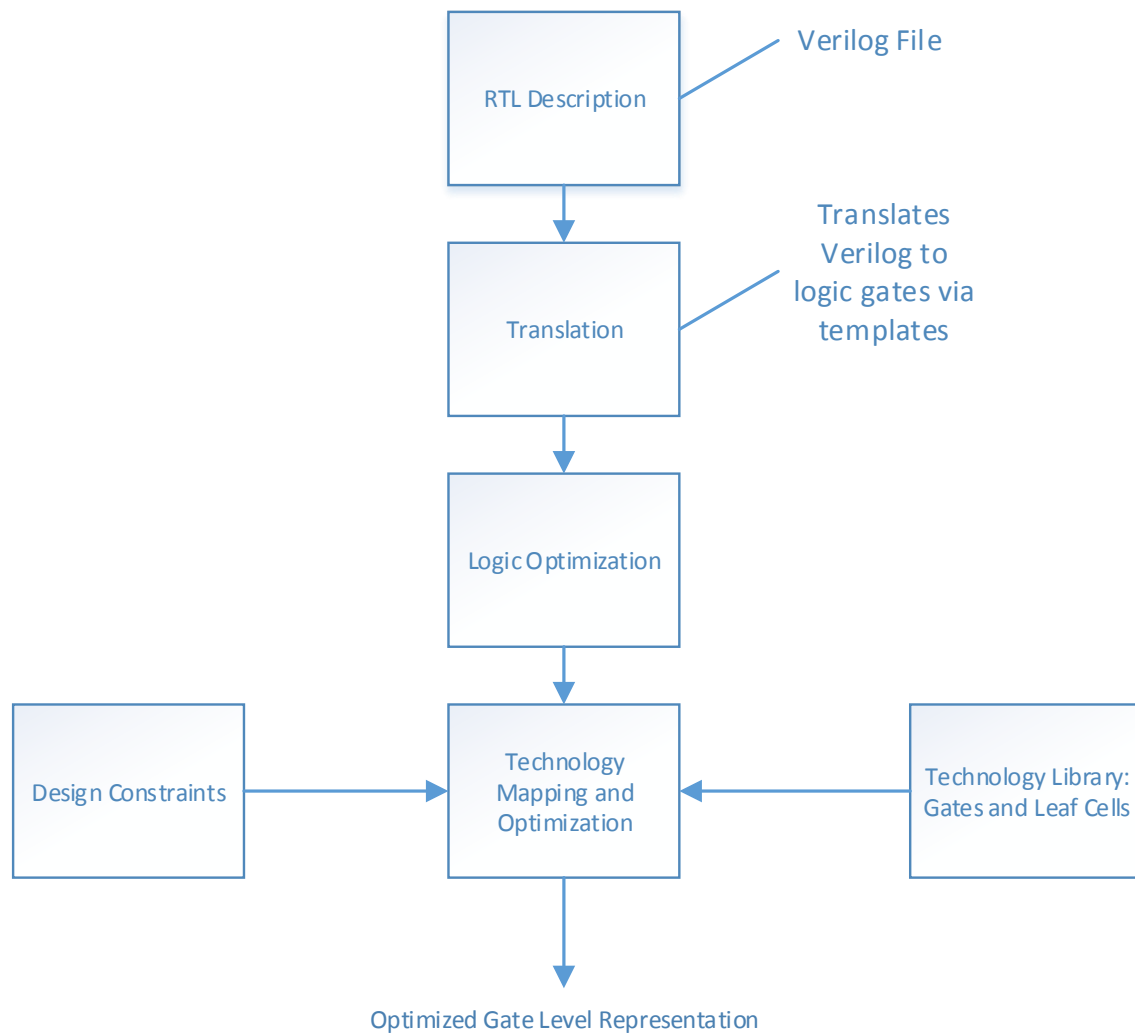 Verilog File
RTL Description
Translates
Verilog to
logic gates via
templates
Translation
Logic Optimization
Technology
Mapping and
Optimization
Design Constraints
Technology Library:
Gates and Leaf Cells
Optimized Gate Level Representation